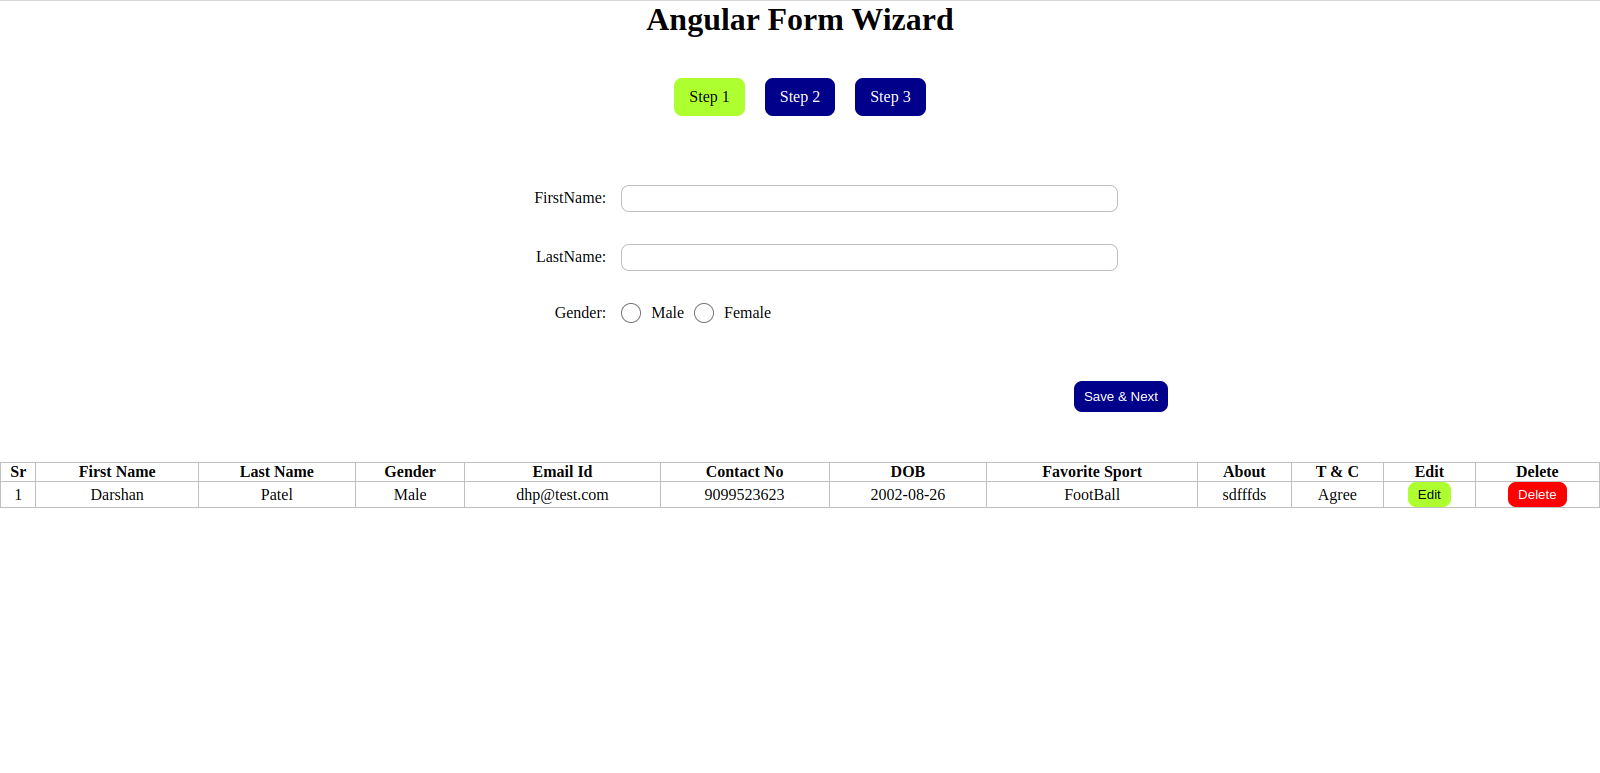 Angular Form Wizard
Step 1 Step 2 Step 3
FirstName:
LastName:
Gender: Male Female
Save & Next
Sr First Name Last Name Gender Email Id Contact No DOB Favorite Sport About T & C Edit Delete
1 Darshan Patel Male dhp@test.com 9099523623 2002-08-26 FootBall sdfffds Agree Edit Delete